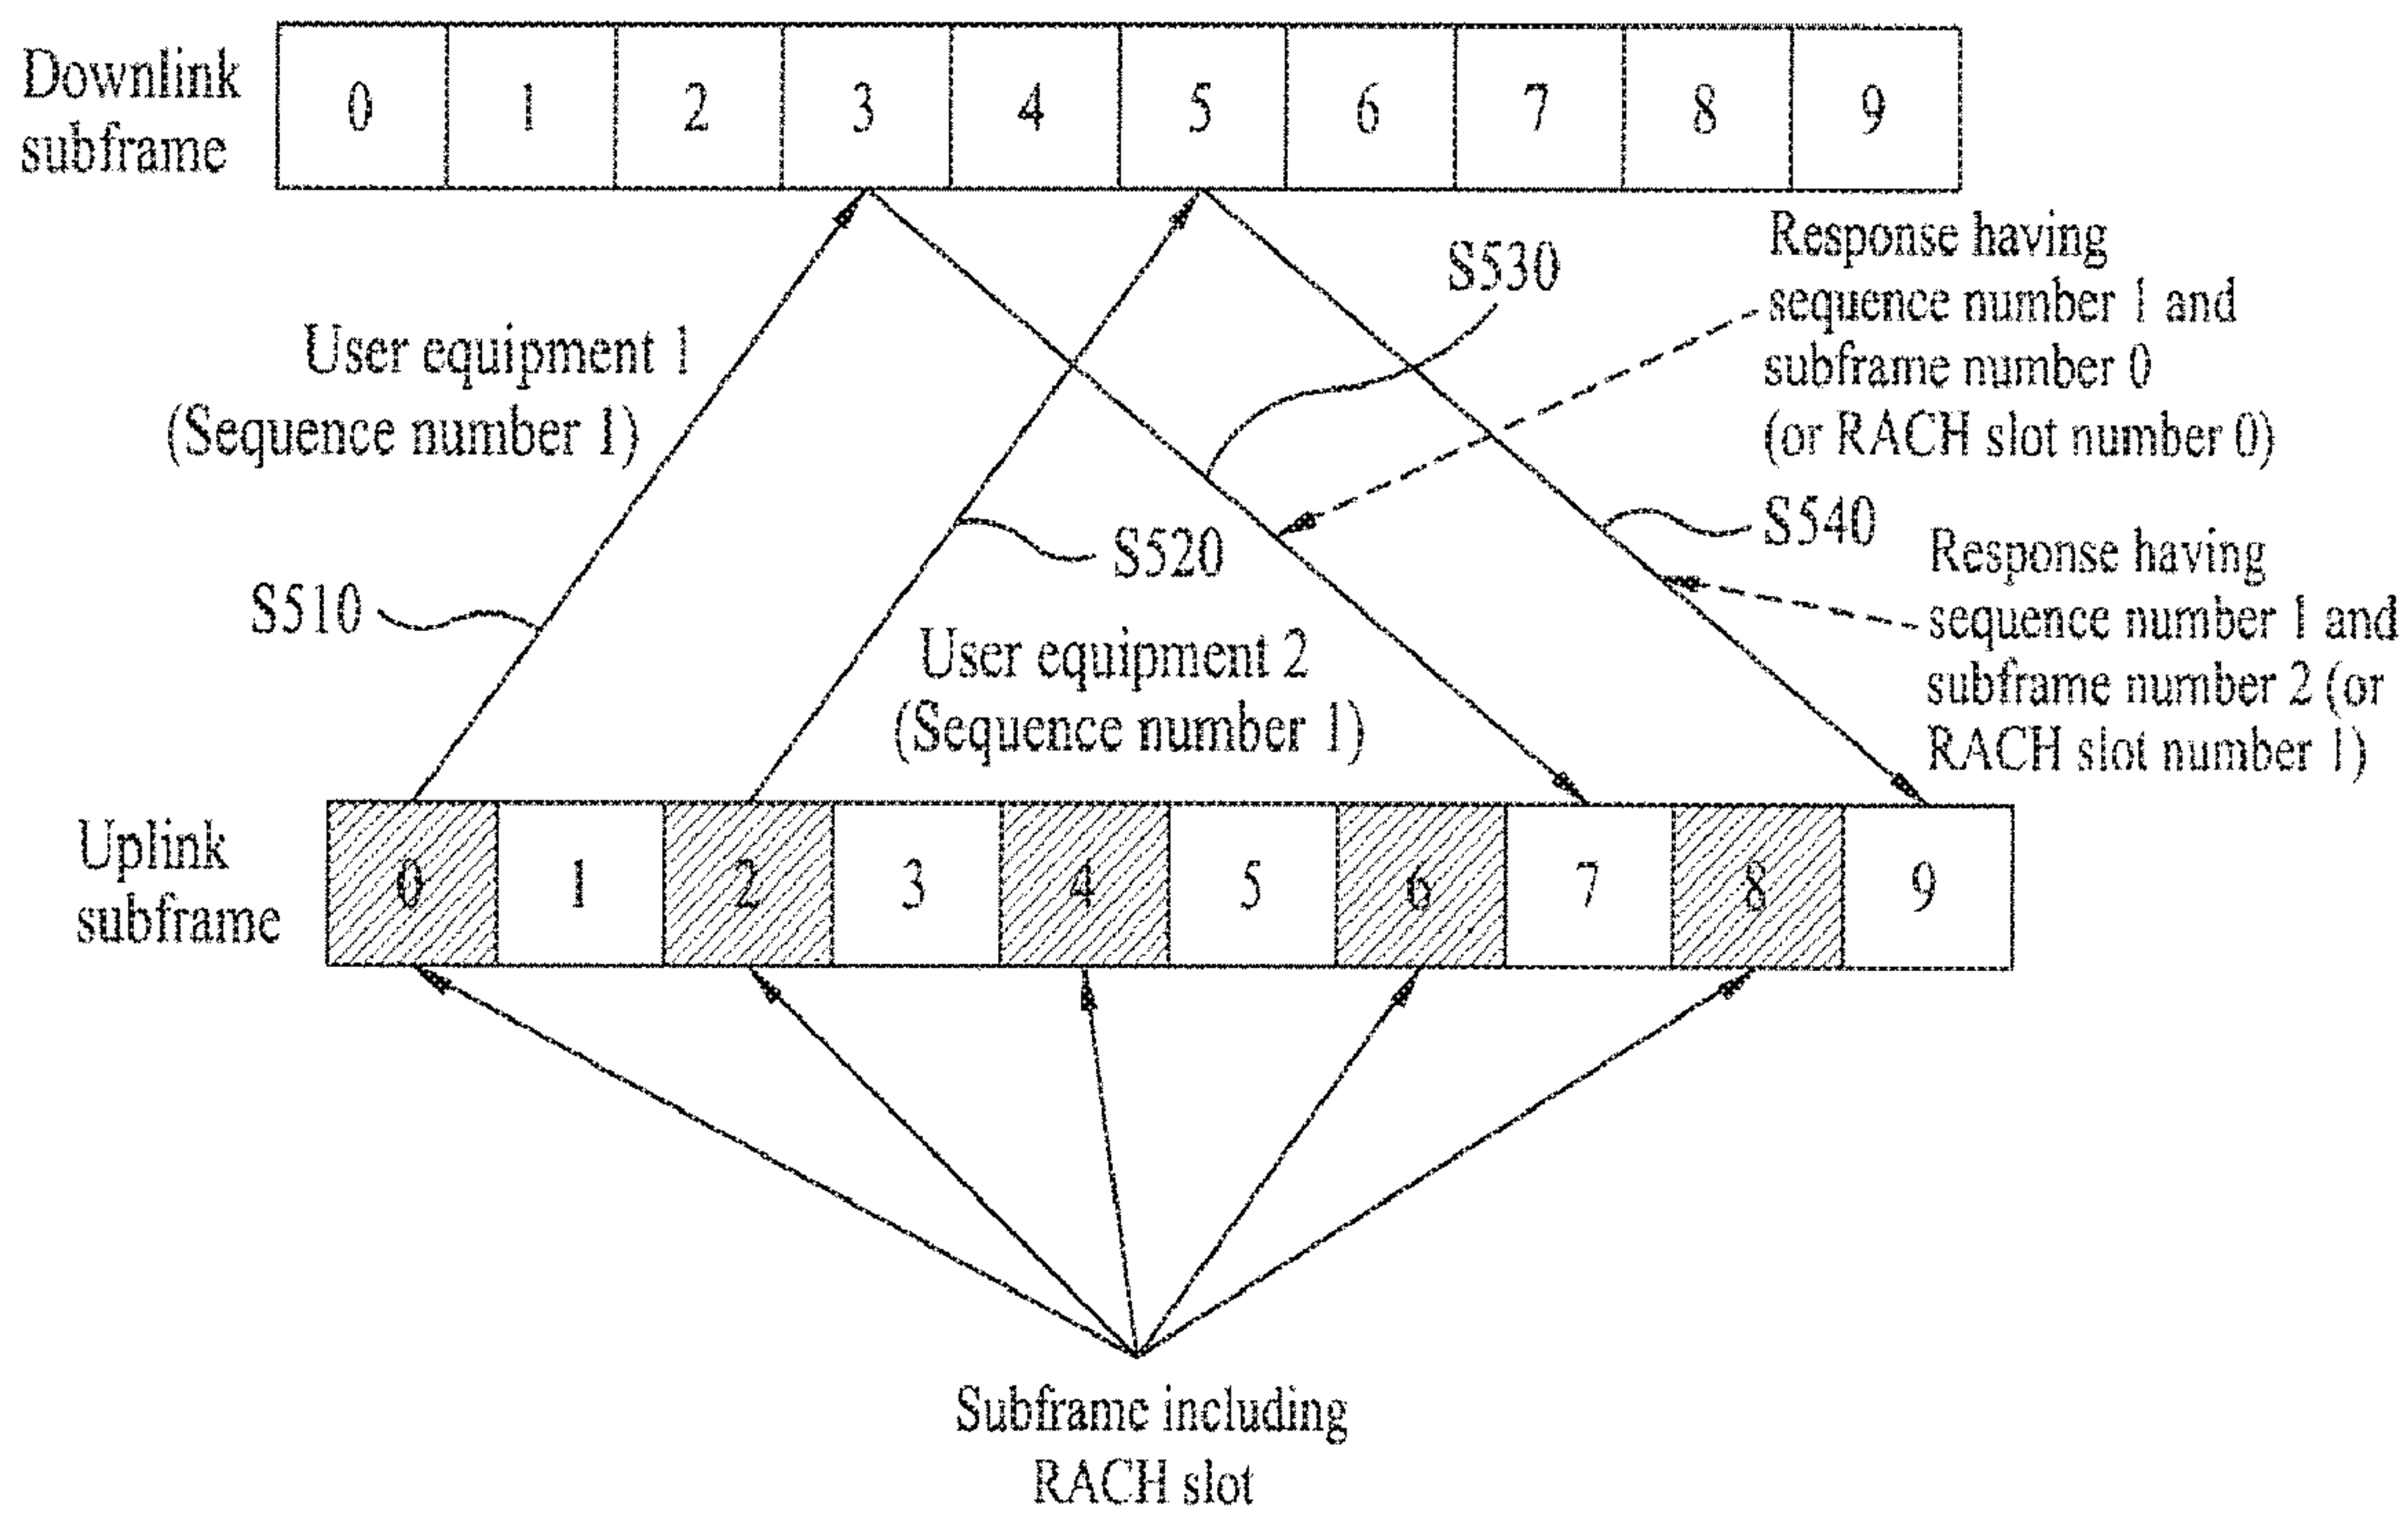 Downlink
subframe
0 1 2 3 4 5 6 7 8 9
Response having
sequence number 1 and
subframe number 0
(or RACH slot number 0)
S530
User equipment 1
(Sequence number 1)
S540
S520
Response having
sequence number 1 and
subframe number 2 (or
RACH slot number 1)
S510
User equipment 2
(Sequence number 1)
Uplink
subframe
0 1 2 3 4 5 6 7 8 9
Subframe including
RACH slot